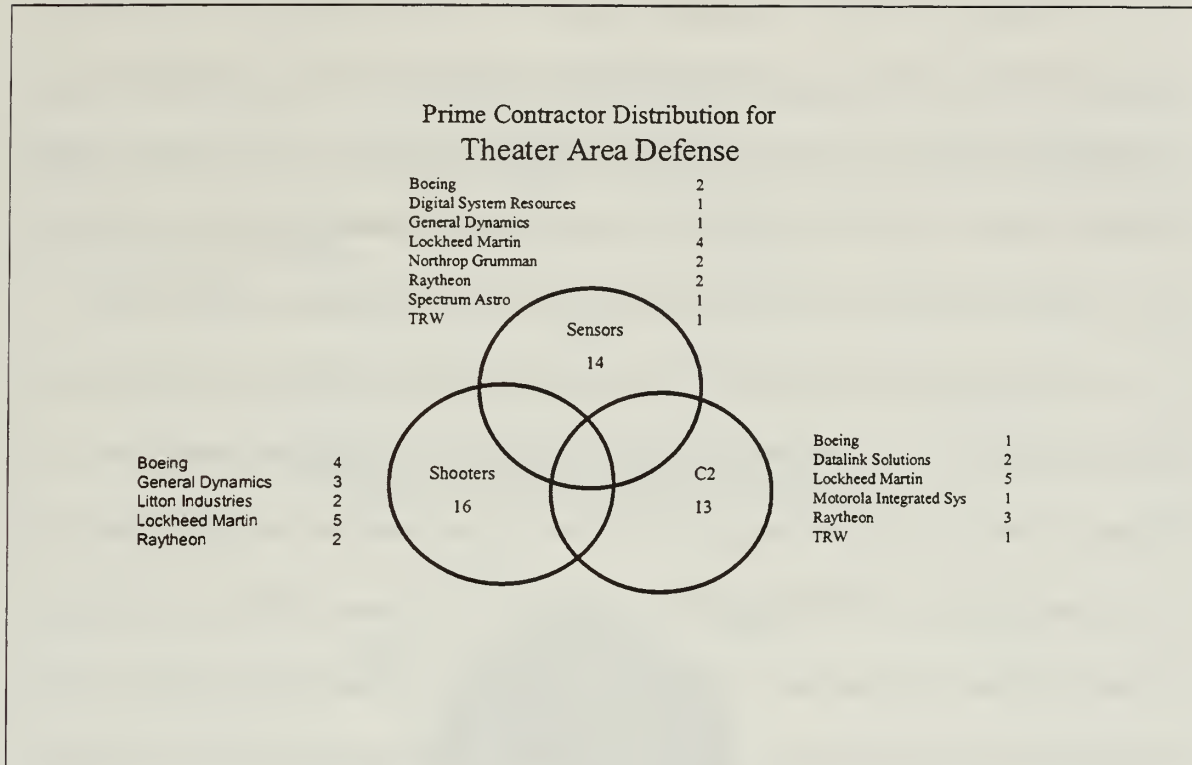 Prime Contractor Distribution for
Theater Area Defense
Boeing 2
Digital System Resources 1
General Dynamics 1
Lockheed Martin 4
Northrop Grumman 2
Raytheon 2
Spectrum Astro 1
TRW 1
Sensors
14
Boeing 4
General Dynamics 3
Litton Industries 2
Lockheed Martin 5
Raytheon 2
Shooters
16
C2
13
Boeing 1
Datalink Solutions 2
Lockheed Martin 5
Motorola Integrated Sys 1
Raytheon 3
TRW 1